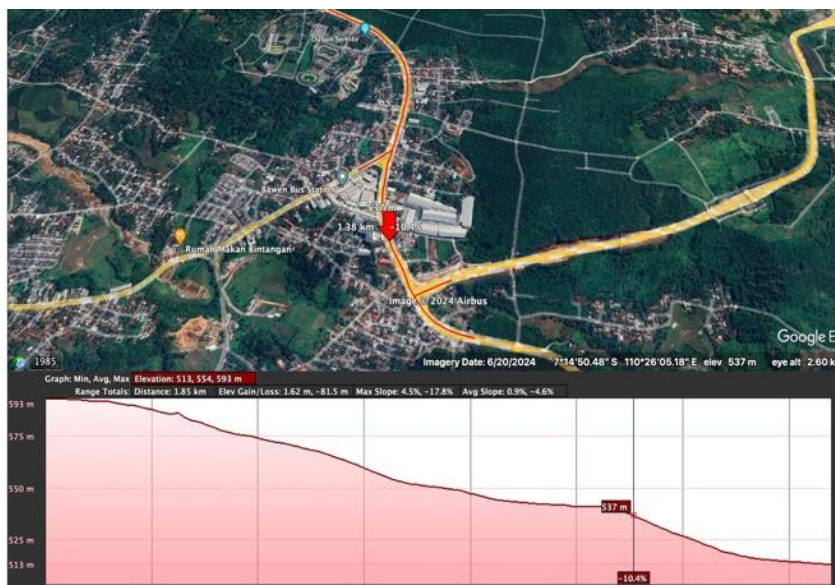 Dusun Semilir
Bawen Bus Station
537 m
1.38 km
-10.4%
Rumah Makan Bintangan
Image © 2024 Airbus
Google E
1985
Imagery Date: 6/20/2024 7°14'50.48" S 110°26'05.18" E elev 537 m eye alt 2.60 k
Graph: Min, Avg, Max Elevation: 513, 554, 593 m
Range Totals: Distance: 1.85 km Elev Gain/Loss: 1.62 m, -81.5 m Max Slope: 4.5%, -17.8% Avg Slope: 0.9%, -4.6%
593 m
575 m
550 m
537 m
525 m
513 m
-10.4%